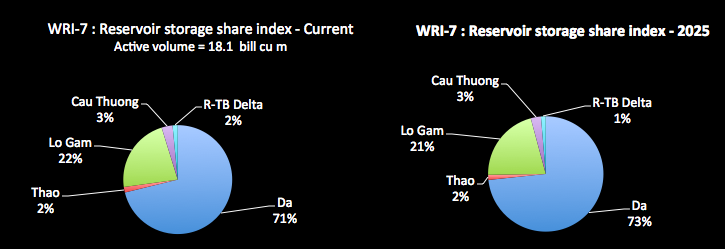 WRI-7 : Reservoir storage share index - Current
Active volume = 18.1 bill cu m
Cau Thuong
3%
R-TB Delta
2%
Lo Gam
22%
Thao
2%
Da
71%
WRI-7 : Reservoir storage share index - 2025
Cau Thuong
3%
R-TB Delta
1%
Lo Gam
21%
Thao
2%
Da
73%